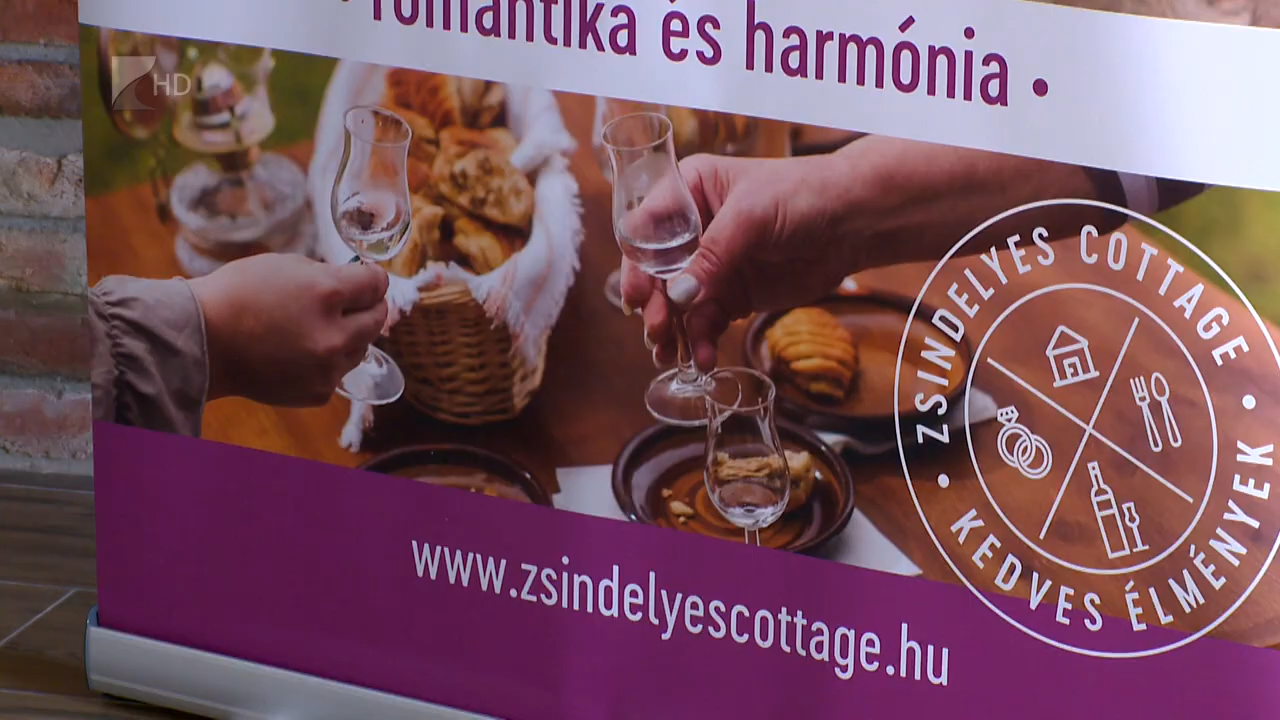 romantika és harmónia •
HD
ZSINDELYES COTTAGE
• KEDVES ÉLMÉNYEK •
www.zsindelyescottage.hu